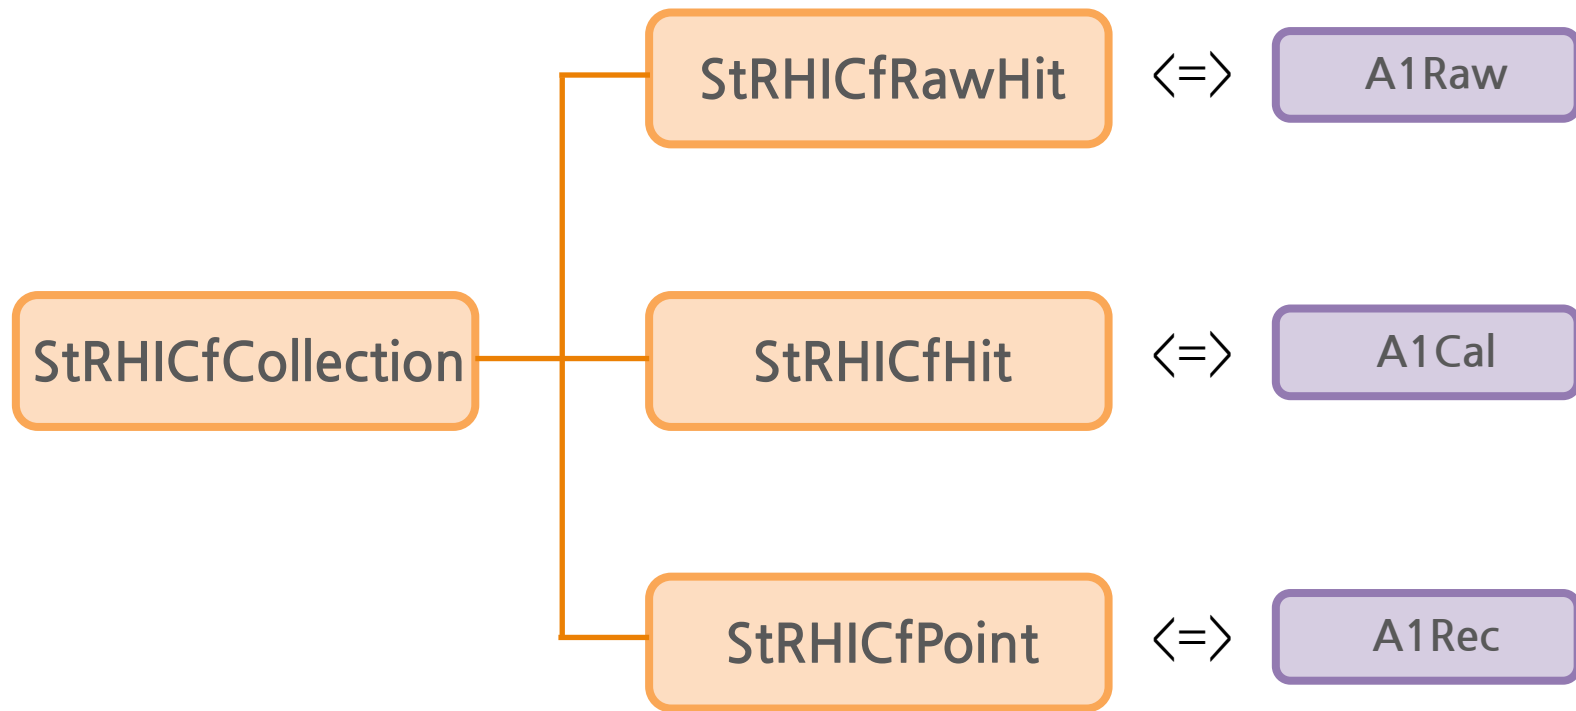 StRHICfRawHit <=> A1Raw
StRHICfCollection StRHICfHit <=> A1Cal
StRHICfPoint <=> A1Rec